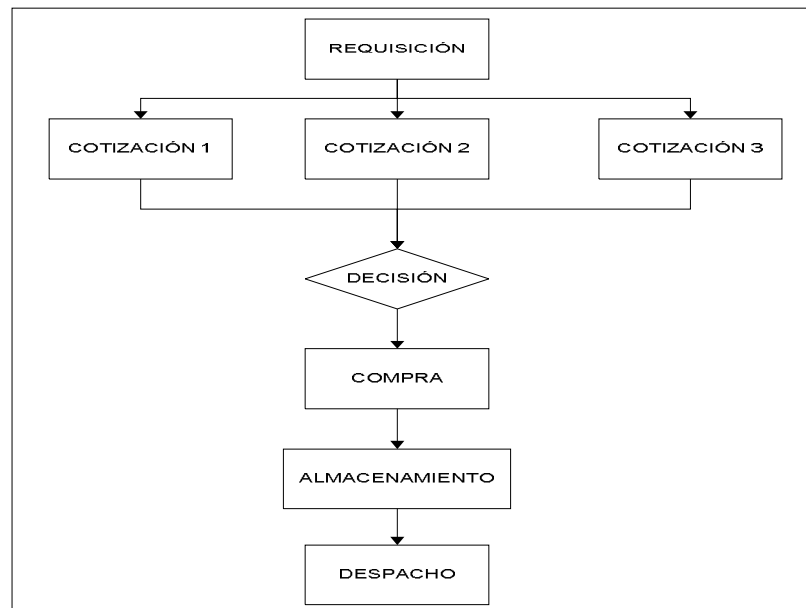 REQUISICIÓN
COTIZACIÓN 1
COTIZACIÓN 2
COTIZACIÓN 3
DECISIÓN
COMPRA
ALMACENAMIENTO
DESPACHO